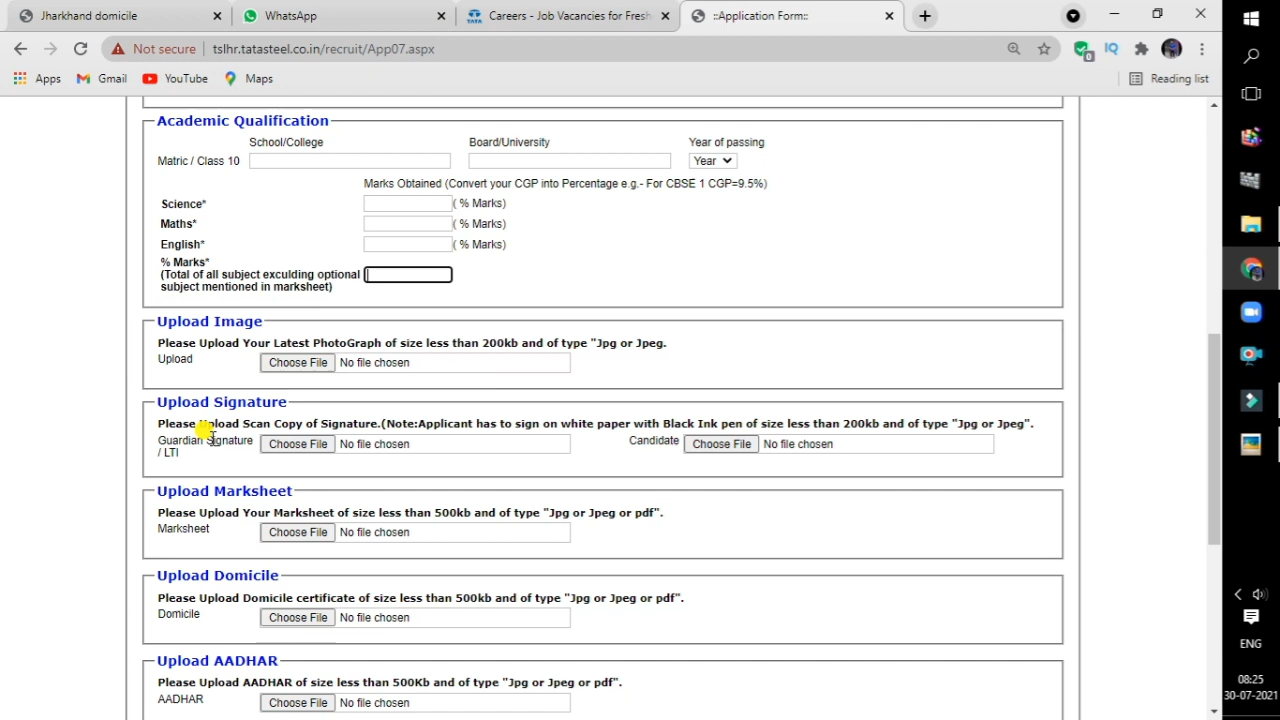 Jharkhand domicile
WhatsApp
TATA
Careers - Job Vacancies for Fresh
::Application Form::
Not secure
tslhr.tatasteel.co.in/recruit/App07.aspx
0
IQ
Apps
Gmail
YouTube
Maps
Reading list
Academic Qualification
School/College
Board/University
Year of passing
Matric / Class 10
Year
Marks Obtained (Convert your CGP into Percentage e.g.- For CBSE 1 CGP=9.5%)
Science*
( % Marks)
Maths*
( % Marks)
English*
( % Marks)
% Marks*
(Total of all subject exculding optional
subject mentioned in marksheet)
Upload Image
Please Upload Your Latest PhotoGraph of size less than 200kb and of type "Jpg or Jpeg.
Upload
Choose File No file chosen
Upload Signature
Please Upload Scan Copy of Signature.(Note:Applicant has to sign on white paper with Black Ink pen of size less than 200kb and of type "Jpg or Jpeg".
Guardian Signature
/ LTI
Choose File No file chosen
Candidate
Choose File No file chosen
Upload Marksheet
Please Upload Your Marksheet of size less than 500kb and of type "Jpg or Jpeg or pdf".
Marksheet
Choose File No file chosen
Upload Domicile
Please Upload Domicile certificate of size less than 500kb and of type "Jpg or Jpeg or pdf".
Domicile
Choose File No file chosen
Upload AADHAR
Please Upload AADHAR of size less than 500Kb and of type "Jpg or Jpeg or pdf".
AADHAR
Choose File No file chosen
ENG
08:25
30-07-2021